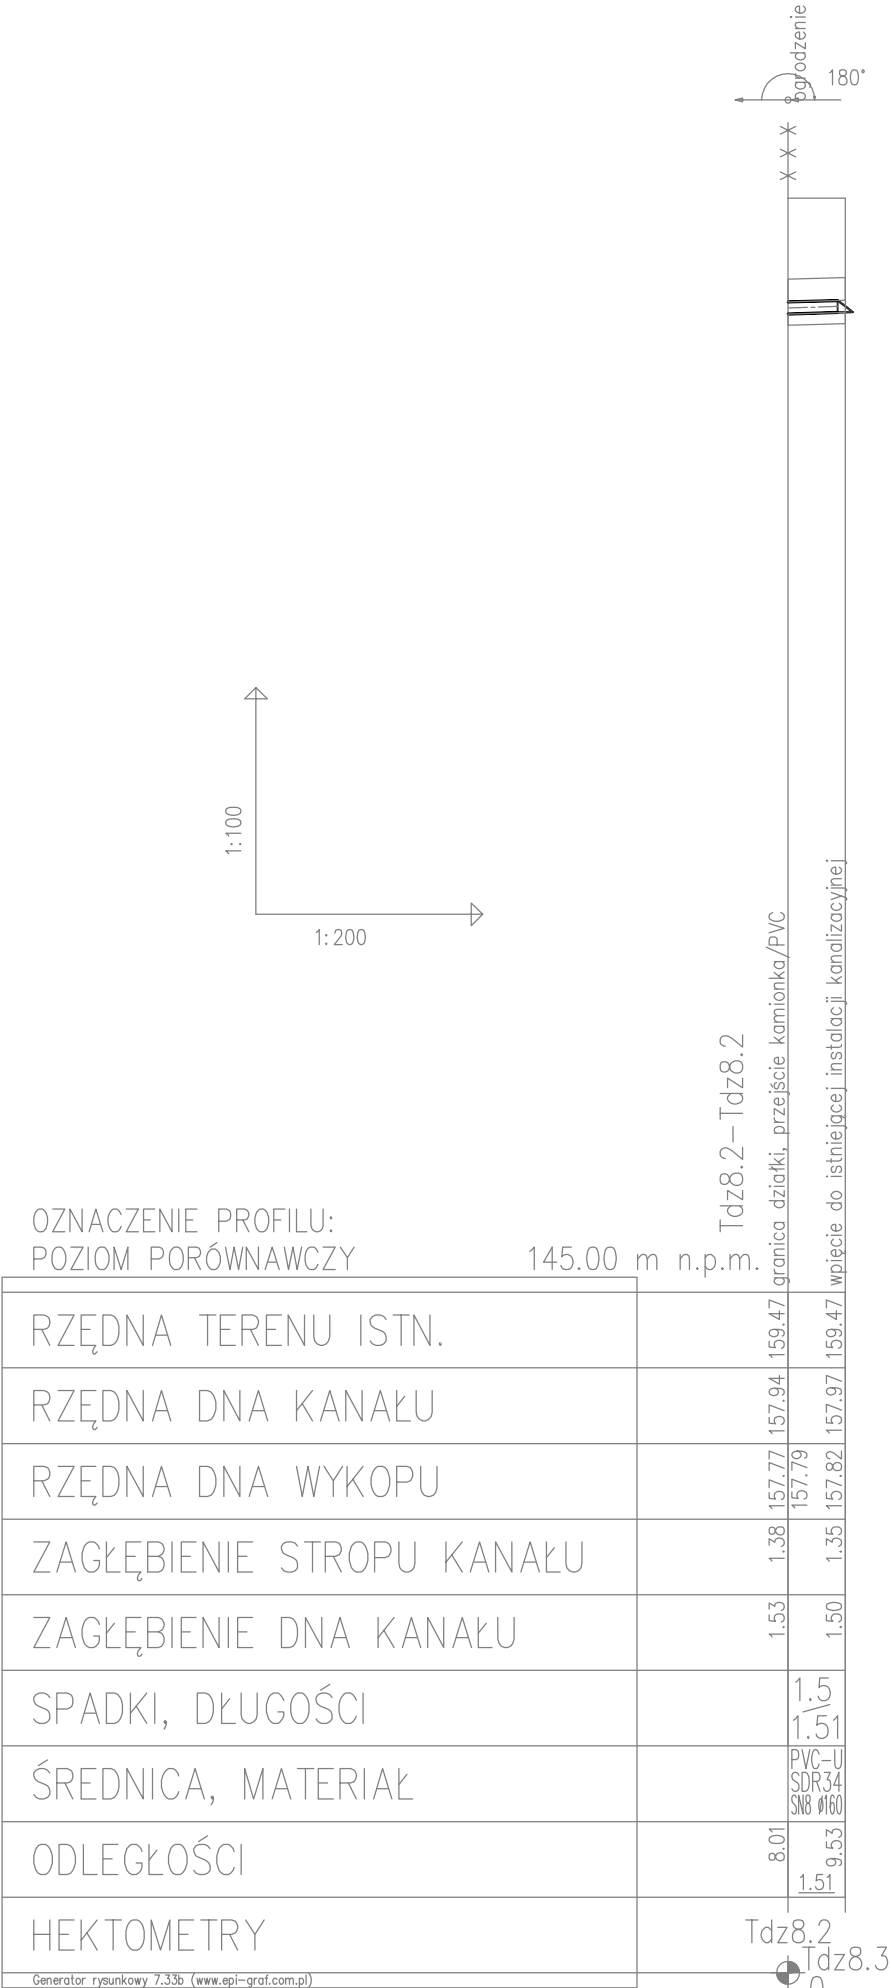 ogrodzenie
180°
1:100
1:200
Tdz8.2-Tdz8.2
granica działki, przejście kamionka/PVC
wpięcie do istniejącej instalacji kanalizacyjnej
OZNACZENIE PROFILU:
POZIOM PORÓWNAWCZY 145.00 m n.p.m.
RZĘDNA TERENU ISTN. 159.47 159.47
RZĘDNA DNA KANAŁU 157.94 157.97
RZĘDNA DNA WYKOPU 157.77 157.79 157.82
ZAGŁĘBIENIE STROPU KANAŁU 1.38 1.35
ZAGŁĘBIENIE DNA KANAŁU 1.53 1.50
SPADKI, DŁUGOŚCI 1.5
1.51
ŚREDNICA, MATERIAŁ PVC-U
SDR34
SN8 ø160
ODLEGŁOŚCI 8.01 9.53
1.51
HEKTOMETRY Tdz8.2
Tdz8.3
0
Generator rysunkowy 7.33b (www.epi-graf.com.pl)